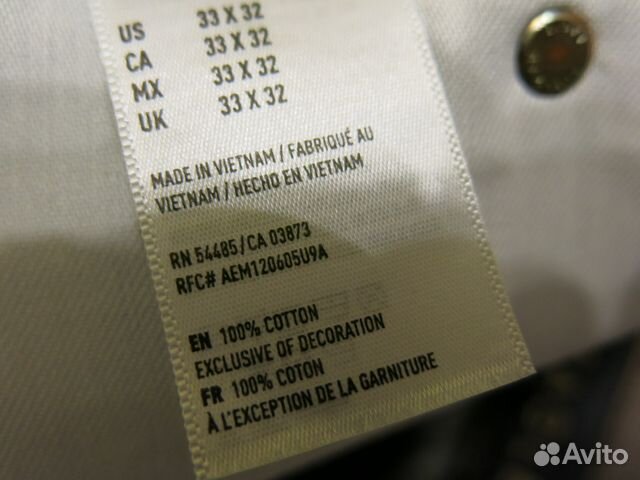 US 33 X 32
CA 33 X 32
MX 33 X 32
UK 33 X 32
MADE IN VIETNAM / FABRIQUÉ AU
VIETNAM / HECHO EN VIETNAM
RN 54485 / CA 03873
RFC# AEM120605U9A
EN 100% COTTON
EXCLUSIVE OF DECORATION
FR 100% COTON
À L'EXCEPTION DE LA GARNITURE
Avito